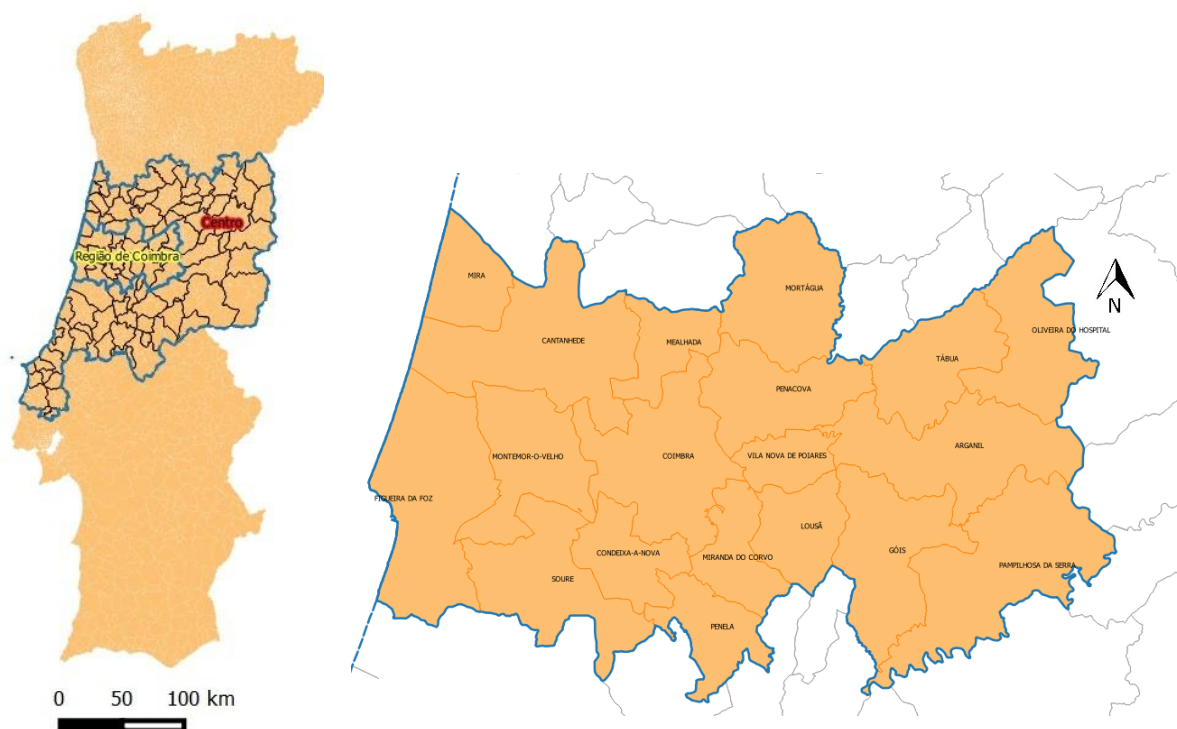 Centro
Região de Coimbra
0 50 100 km
MIRA
MORTÁGUA
OLIVEIRA DO HOSPITAL
CANTANHEDE
MEALHADA
TÁBUA
PENACOVA
ARGANIL
MONTEMOR-O-VELHO
COIMBRA
VILA NOVA DE POIARES
FIGUEIRA DA FOZ
LOUSÃ
CONDEIXA-A-NOVA
MIRANDA DO CORVO
GÓIS
SOURE
PAMPILHOSA DA SERRA
PENELA
N